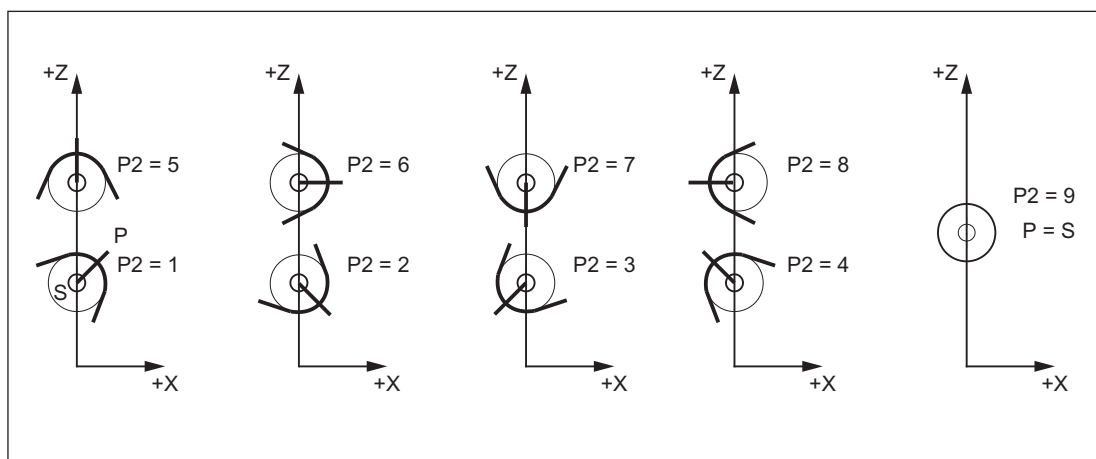 +Z +Z +Z +Z +Z
P2 = 5 P2 = 6 P2 = 7 P2 = 8
P2 = 9
P = S
P
P2 = 1 P2 = 2 P2 = 3 P2 = 4
S
+X +X +X +X +X